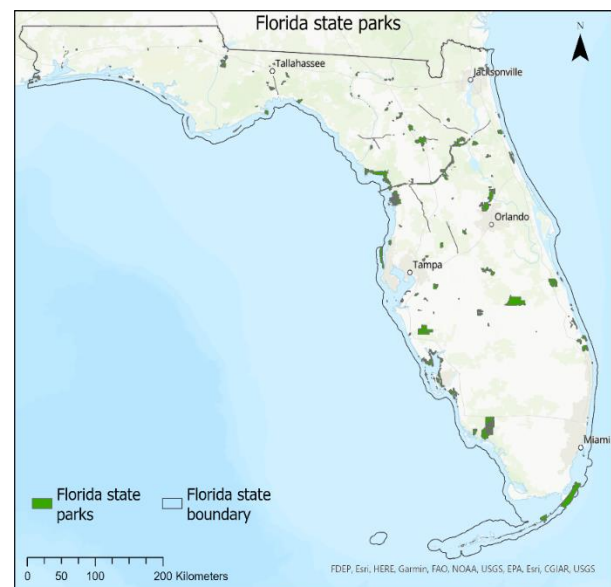 Florida state parks
N
Tallahassee
Jacksonville
Orlando
Tampa
Miami
Florida state
parks
Florida state
boundary
0 50 100 200 Kilometers
FDEP, Esri, HERE, Garmin, FAO, NOAA, USGS, EPA, Esri, CGIAR, USGS